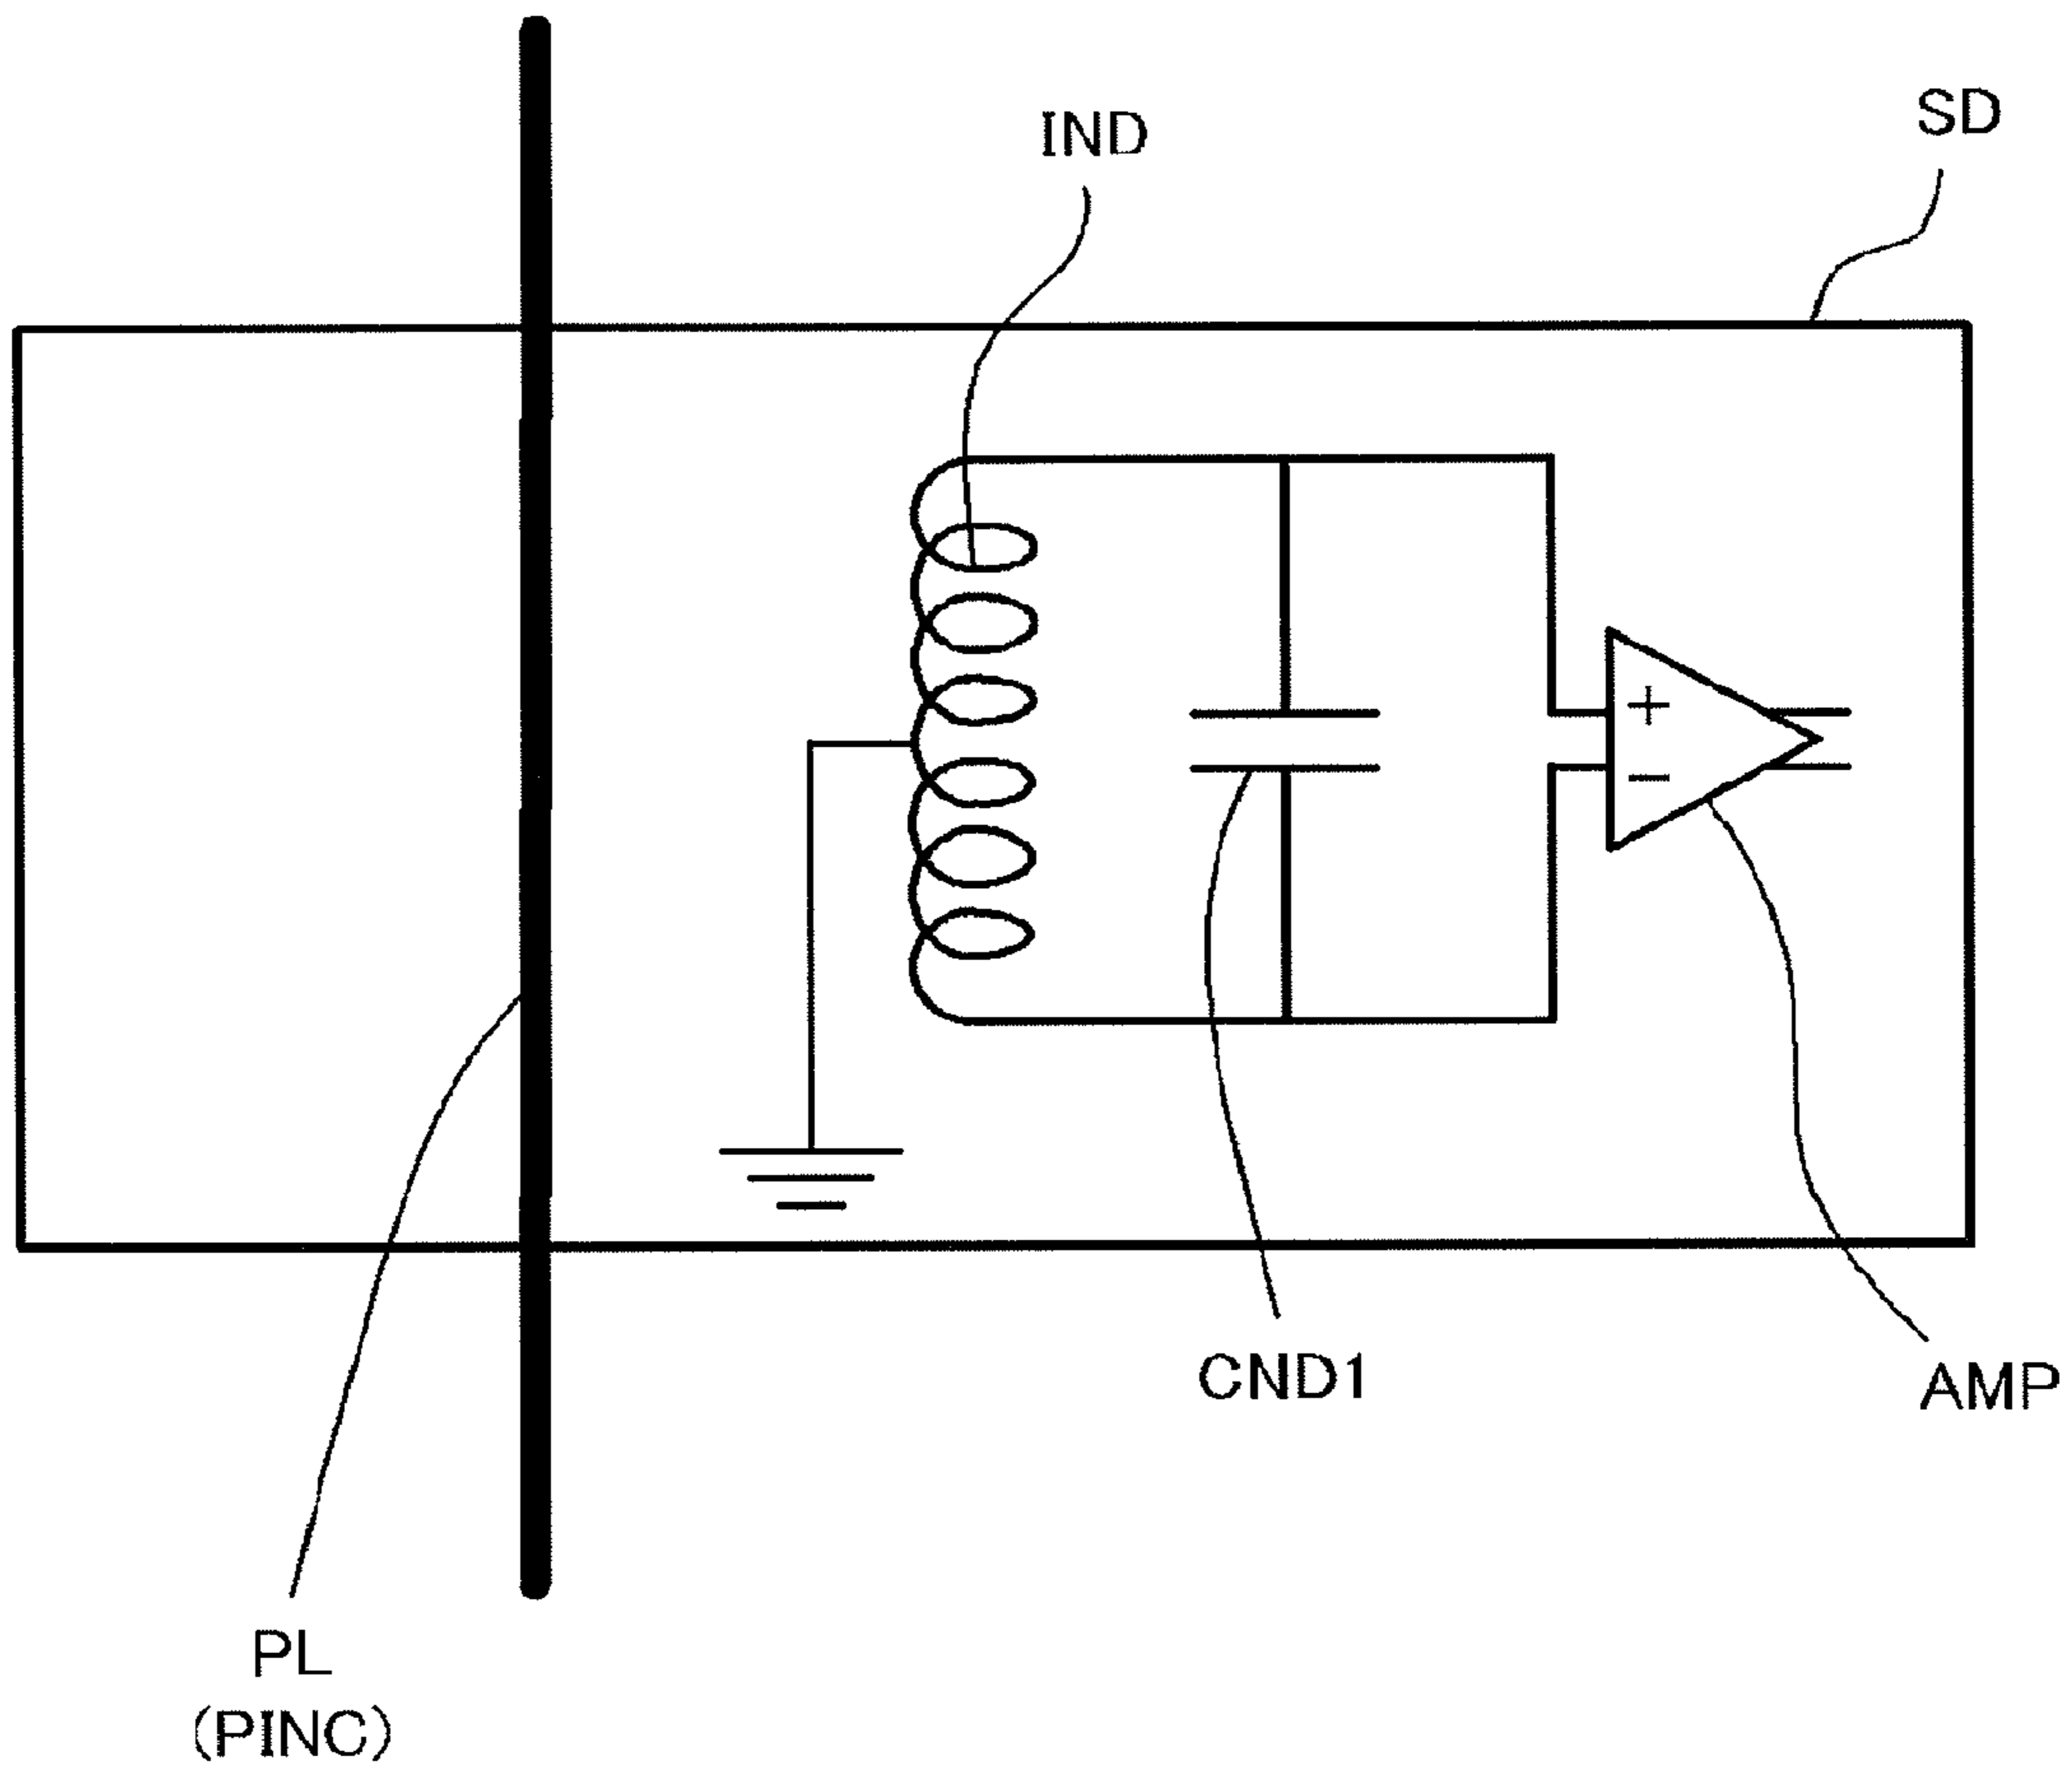 SD
IND
+
−
CND1
AMP
PL
(PINC)